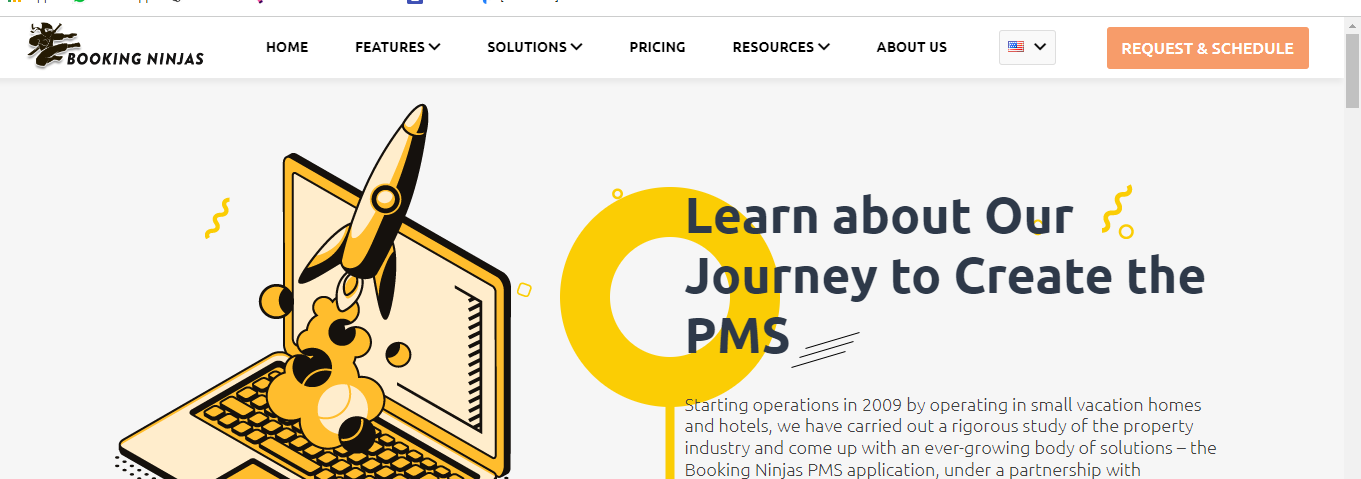 BOOKING NINJAS
HOME
FEATURES
SOLUTIONS
PRICING
RESOURCES
ABOUT US
REQUEST & SCHEDULE
Learn about Our
Journey to Create the
PMS
Starting operations in 2009 by operating in small vacation homes
and hotels, we have carried out a rigorous study of the property
industry and come up with an ever-growing body of solutions – the
Booking Ninjas PMS application, under a partnership with